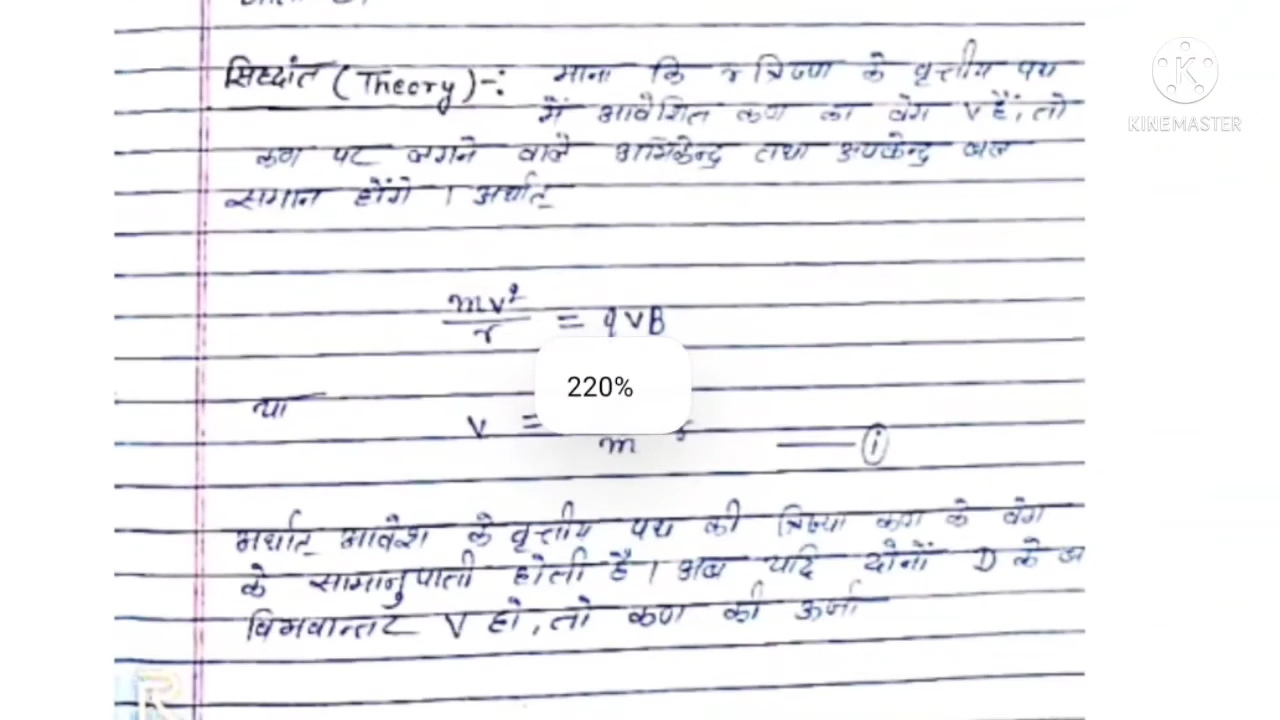 सिद्धांत (Theory) -: माना कि r त्रिज्या के वृत्तीय पथ
में आवेशित कण का वेग V है, तो
कण पर लगने वाले अभिकेन्द्र तथा अपकेन्द्र बल
समान होंगे । अर्थात्
mv²/r = qVB
220%
या V = m r —— (i)
अर्थात् आवेश के वृत्तीय पथ की त्रिज्या कण के वेग
के सामानुपाती होती है । अब यदि दोनों D के
विभवान्तर V हो, तो कण की ऊर्जा
KINEMASTER